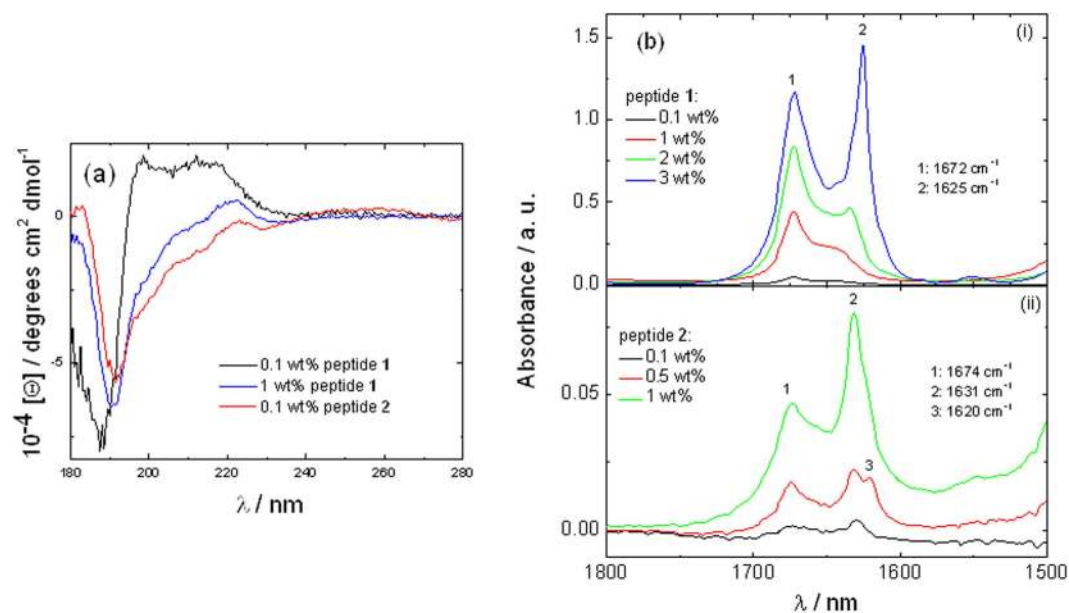 (a)
10⁻⁴ [Θ] / degrees cm² dmol⁻¹
0
-5
0.1 wt% peptide 1
1 wt% peptide 1
0.1 wt% peptide 2
180 200 220 240 260 280
λ / nm
Absorbance / a. u.
(b)
(i)
1.5
1.0
0.5
0.0
peptide 1:
0.1 wt%
1 wt%
2 wt%
3 wt%
1
2
1: 1672 cm⁻¹
2: 1625 cm⁻¹
(ii)
0.05
0.00
peptide 2:
0.1 wt%
0.5 wt%
1 wt%
1
2
3
1: 1674 cm⁻¹
2: 1631 cm⁻¹
3: 1620 cm⁻¹
1800 1700 1600 1500
λ / nm